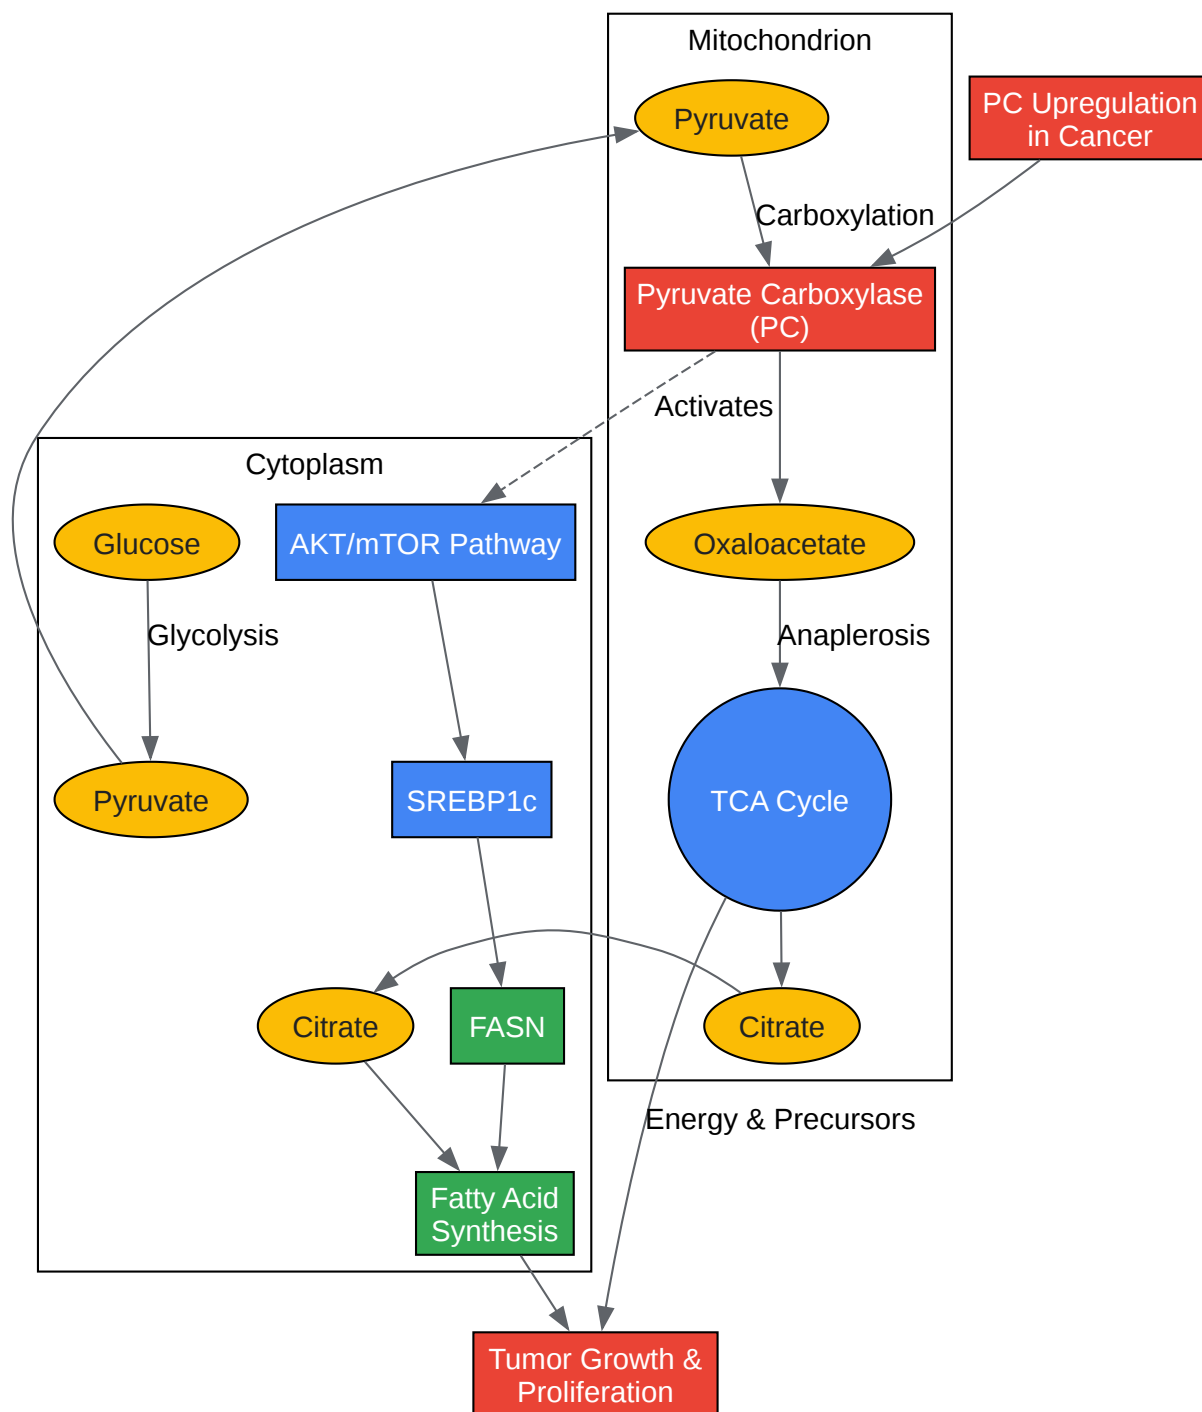 Mitochondrion
Pyruvate
PC Upregulation
in Cancer
Carboxylation
Pyruvate Carboxylase
(PC)
Activates
Cytoplasm
Glucose
AKT/mTOR Pathway
Oxaloacetate
Glycolysis
Anaplerosis
Pyruvate
SREBP1c
TCA Cycle
Citrate
FASN
Citrate
Energy & Precursors
Fatty Acid
Synthesis
Tumor Growth &
Proliferation